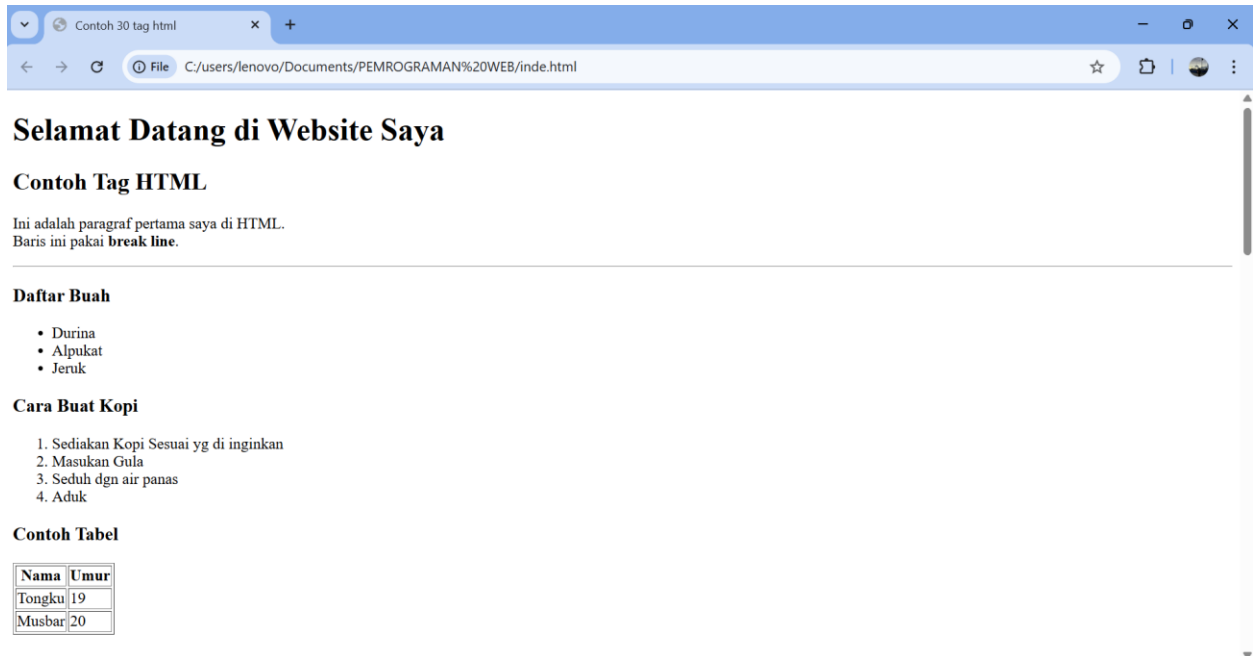 Contoh 30 tag html
File C:/users/lenovo/Documents/PEMROGRAMAN%20WEB/inde.html
Selamat Datang di Website Saya
Contoh Tag HTML
Ini adalah paragraf pertama saya di HTML.
Baris ini pakai break line.
Daftar Buah
• Durina
• Alpukat
• Jeruk
Cara Buat Kopi
1. Sediakan Kopi Sesuai yg di inginkan
2. Masukan Gula
3. Seduh dgn air panas
4. Aduk
Contoh Tabel
Nama Umur
Tongku 19
Musbar 20